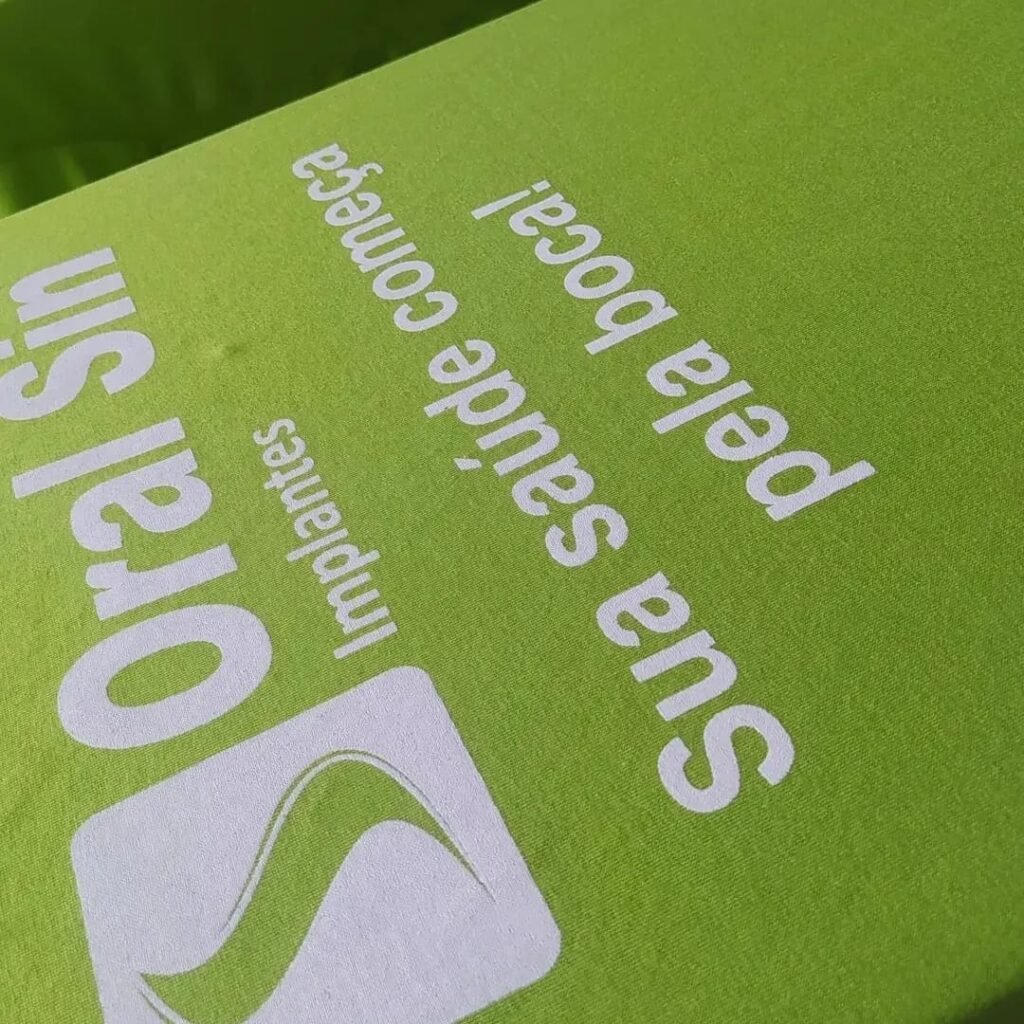 Oral Sin
Implantes
Sua saúde começa
pela boca!